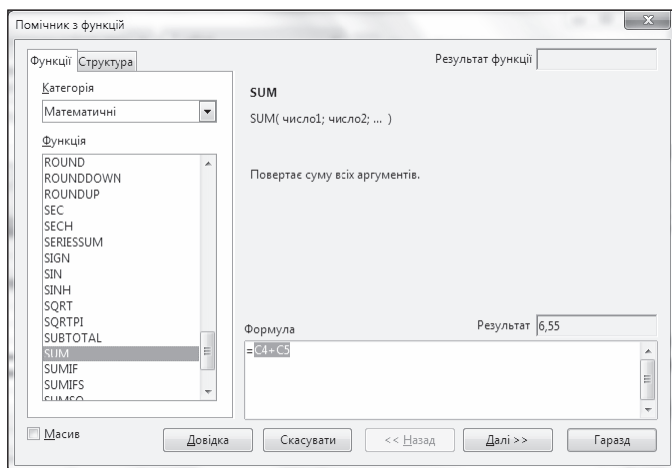 Помічник з функцій
Функції Структура
Результат функції
Категорія
Математичні
Функція
ROUND
ROUNDDOWN
ROUNDUP
SEC
SECH
SERIESSUM
SIGN
SIN
SINH
SQRT
SQRTPI
SUBTOTAL
SUM
SUMIF
SUMIFS
SUMSQ
SUM
SUM( число1; число2; ... )
Повертає суму всіх аргументів.
Формула
Результат 6,55
=C4+C5
Масив
Довідка
Скасувати
<< Назад
Далі >>
Гаразд